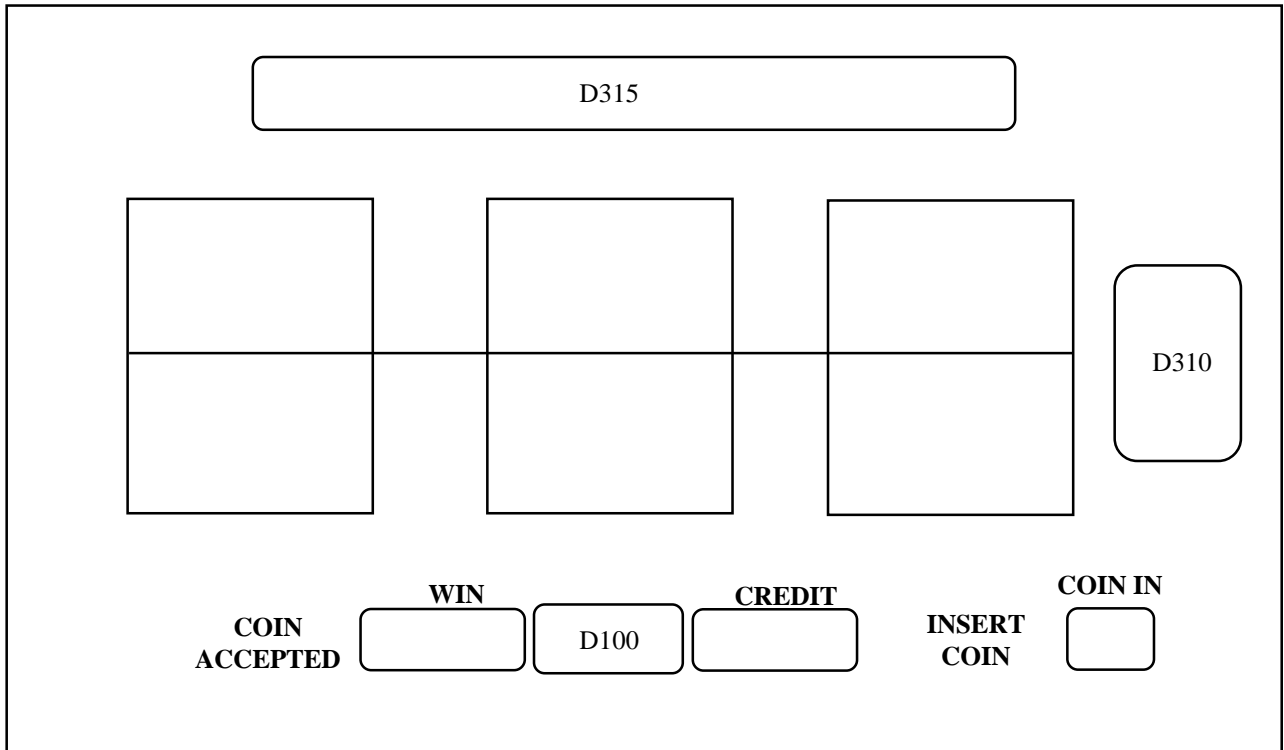 D315
D310
WIN
CREDIT
COIN IN
COIN
ACCEPTED
D100
INSERT
COIN